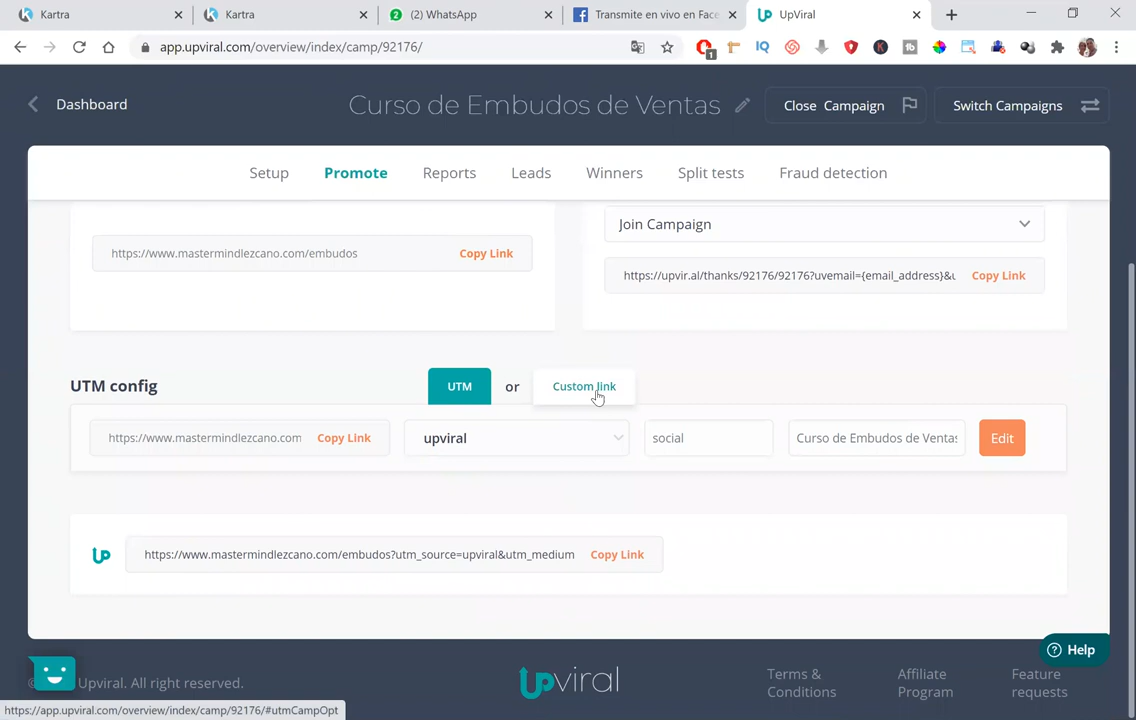 Kartra
Kartra
(2) WhatsApp
Transmite en vivo en Face
UpViral
app.upviral.com/overview/index/camp/92176/
Dashboard
Curso de Embudos de Ventas
Close Campaign
Switch Campaigns
Setup
Promote
Reports
Leads
Winners
Split tests
Fraud detection
Join Campaign
https://www.mastermindlezcano.com/embudos
Copy Link
https://upvir.al/thanks/92176/92176?uvemail={email_address}&u
Copy Link
UTM config
UTM
or
Custom link
https://www.mastermindlezcano.com
Copy Link
upviral
social
Curso de Embudos de Ventas
Edit
up
https://www.mastermindlezcano.com/embudos?utm_source=upviral&utm_medium
Copy Link
Help
Upviral. All right reserved.
upviral
Terms &
Conditions
Affiliate
Program
Feature
requests
https://app.upviral.com/overview/index/camp/92176/#utmCampOpt